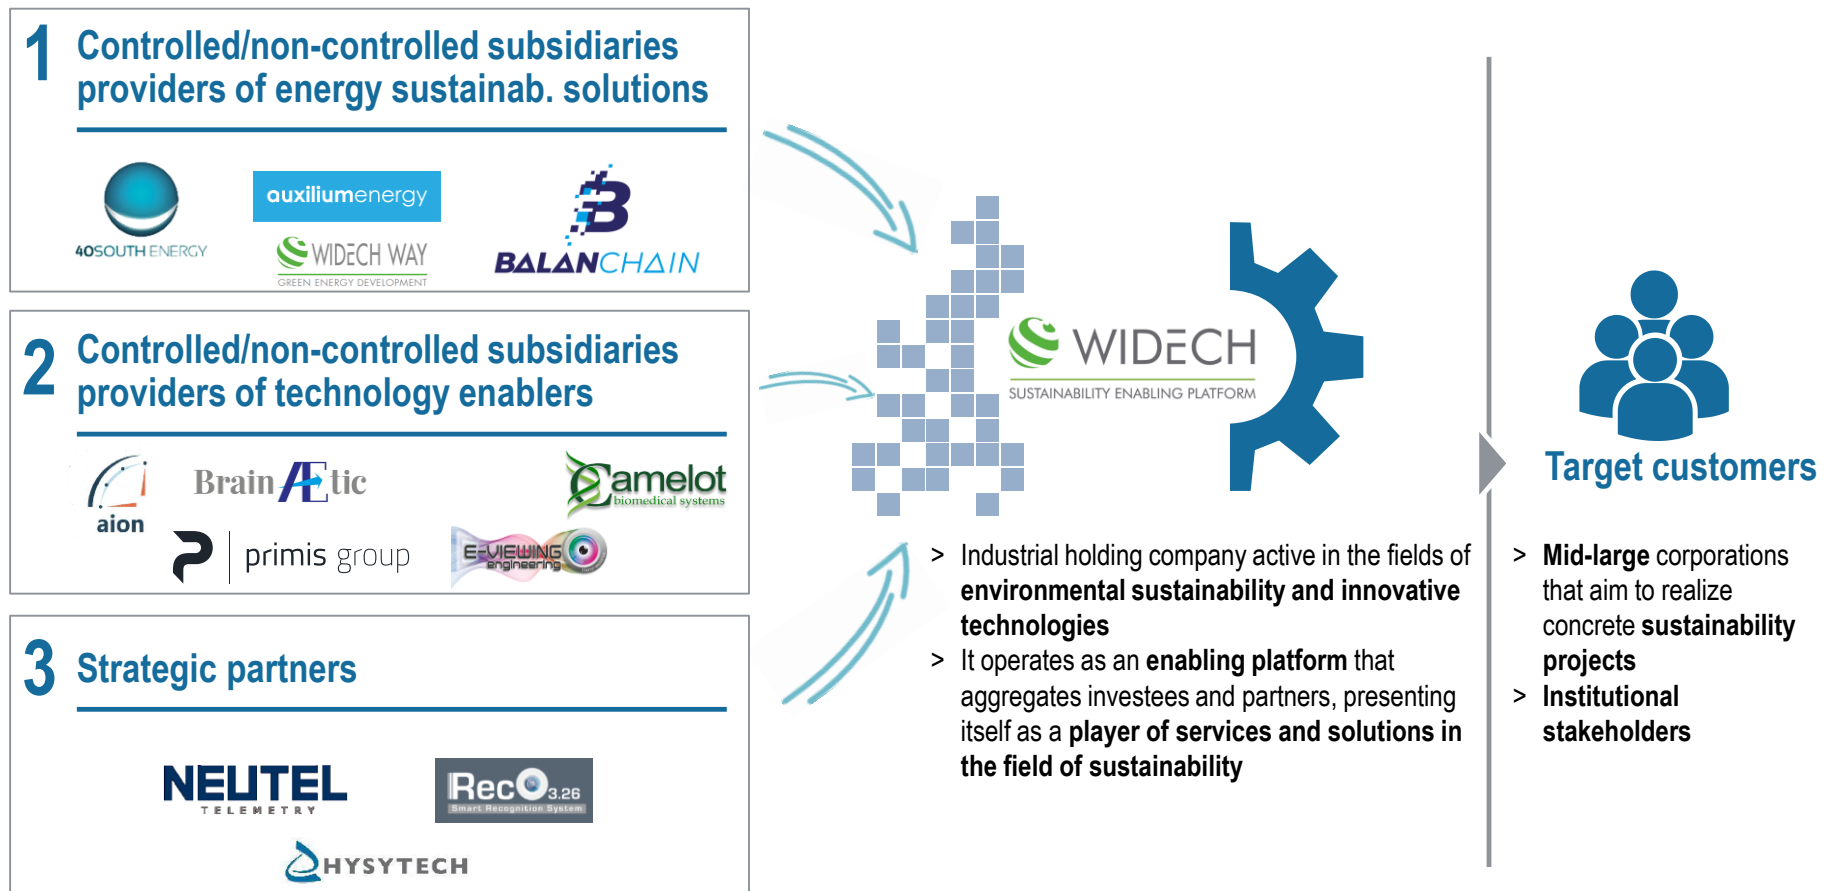 1 Controlled/non-controlled subsidiaries
providers of energy sustainab. solutions
40SOUTH ENERGY
auxiliumenergy
WIDECH WAY
GREEN ENERGY DEVELOPMENT
B
BALANCHAIN
2 Controlled/non-controlled subsidiaries
providers of technology enablers
aion
BrainÆtic
Camelot
biomedical systems
primis group
E-VIEWING
engineering
3 Strategic partners
NEUTEL
TELEMETRY
RecO 3.26
Smart Recognition System
HYSYTECH
WIDECH
SUSTAINABILITY ENABLING PLATFORM
> Industrial holding company active in the fields of
environmental sustainability and innovative
technologies
> It operates as an enabling platform that
aggregates investees and partners, presenting
itself as a player of services and solutions in
the field of sustainability
Target customers
> Mid-large corporations
that aim to realize
concrete sustainability
projects
> Institutional
stakeholders